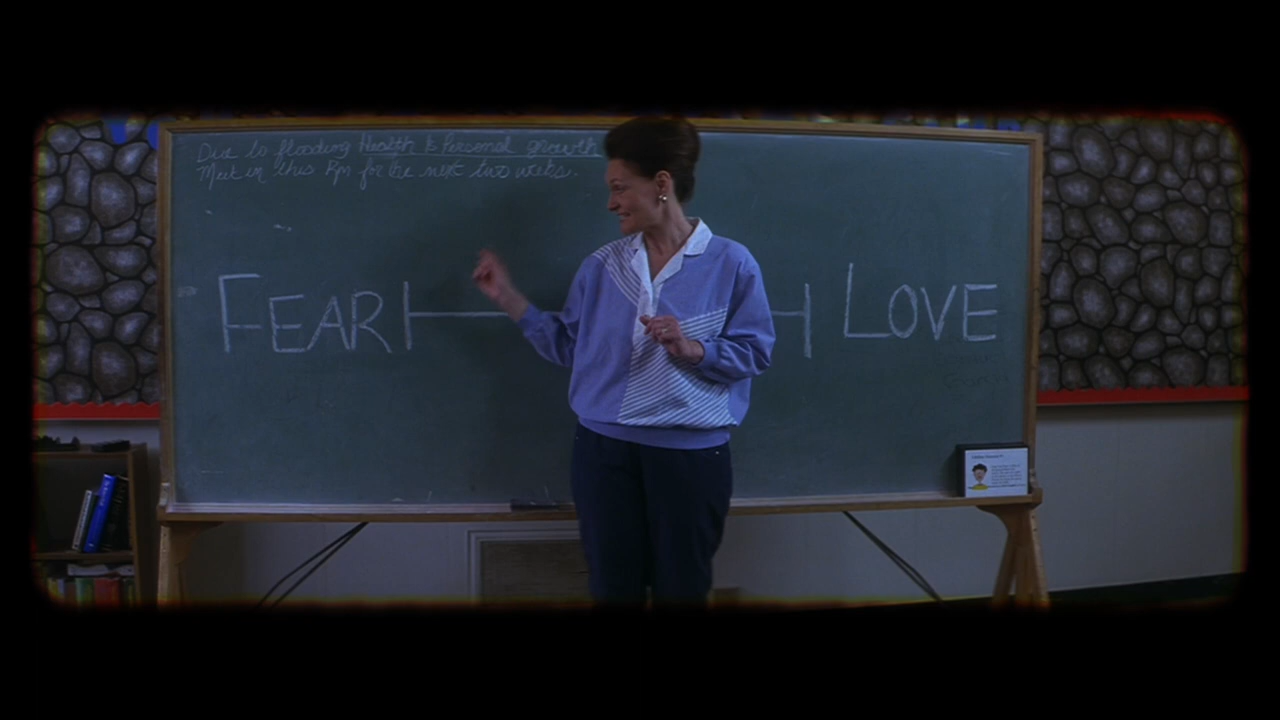 Due to flooding Health & Personal growth
Meet in this Rm for the next two weeks.
FEAR LOVE